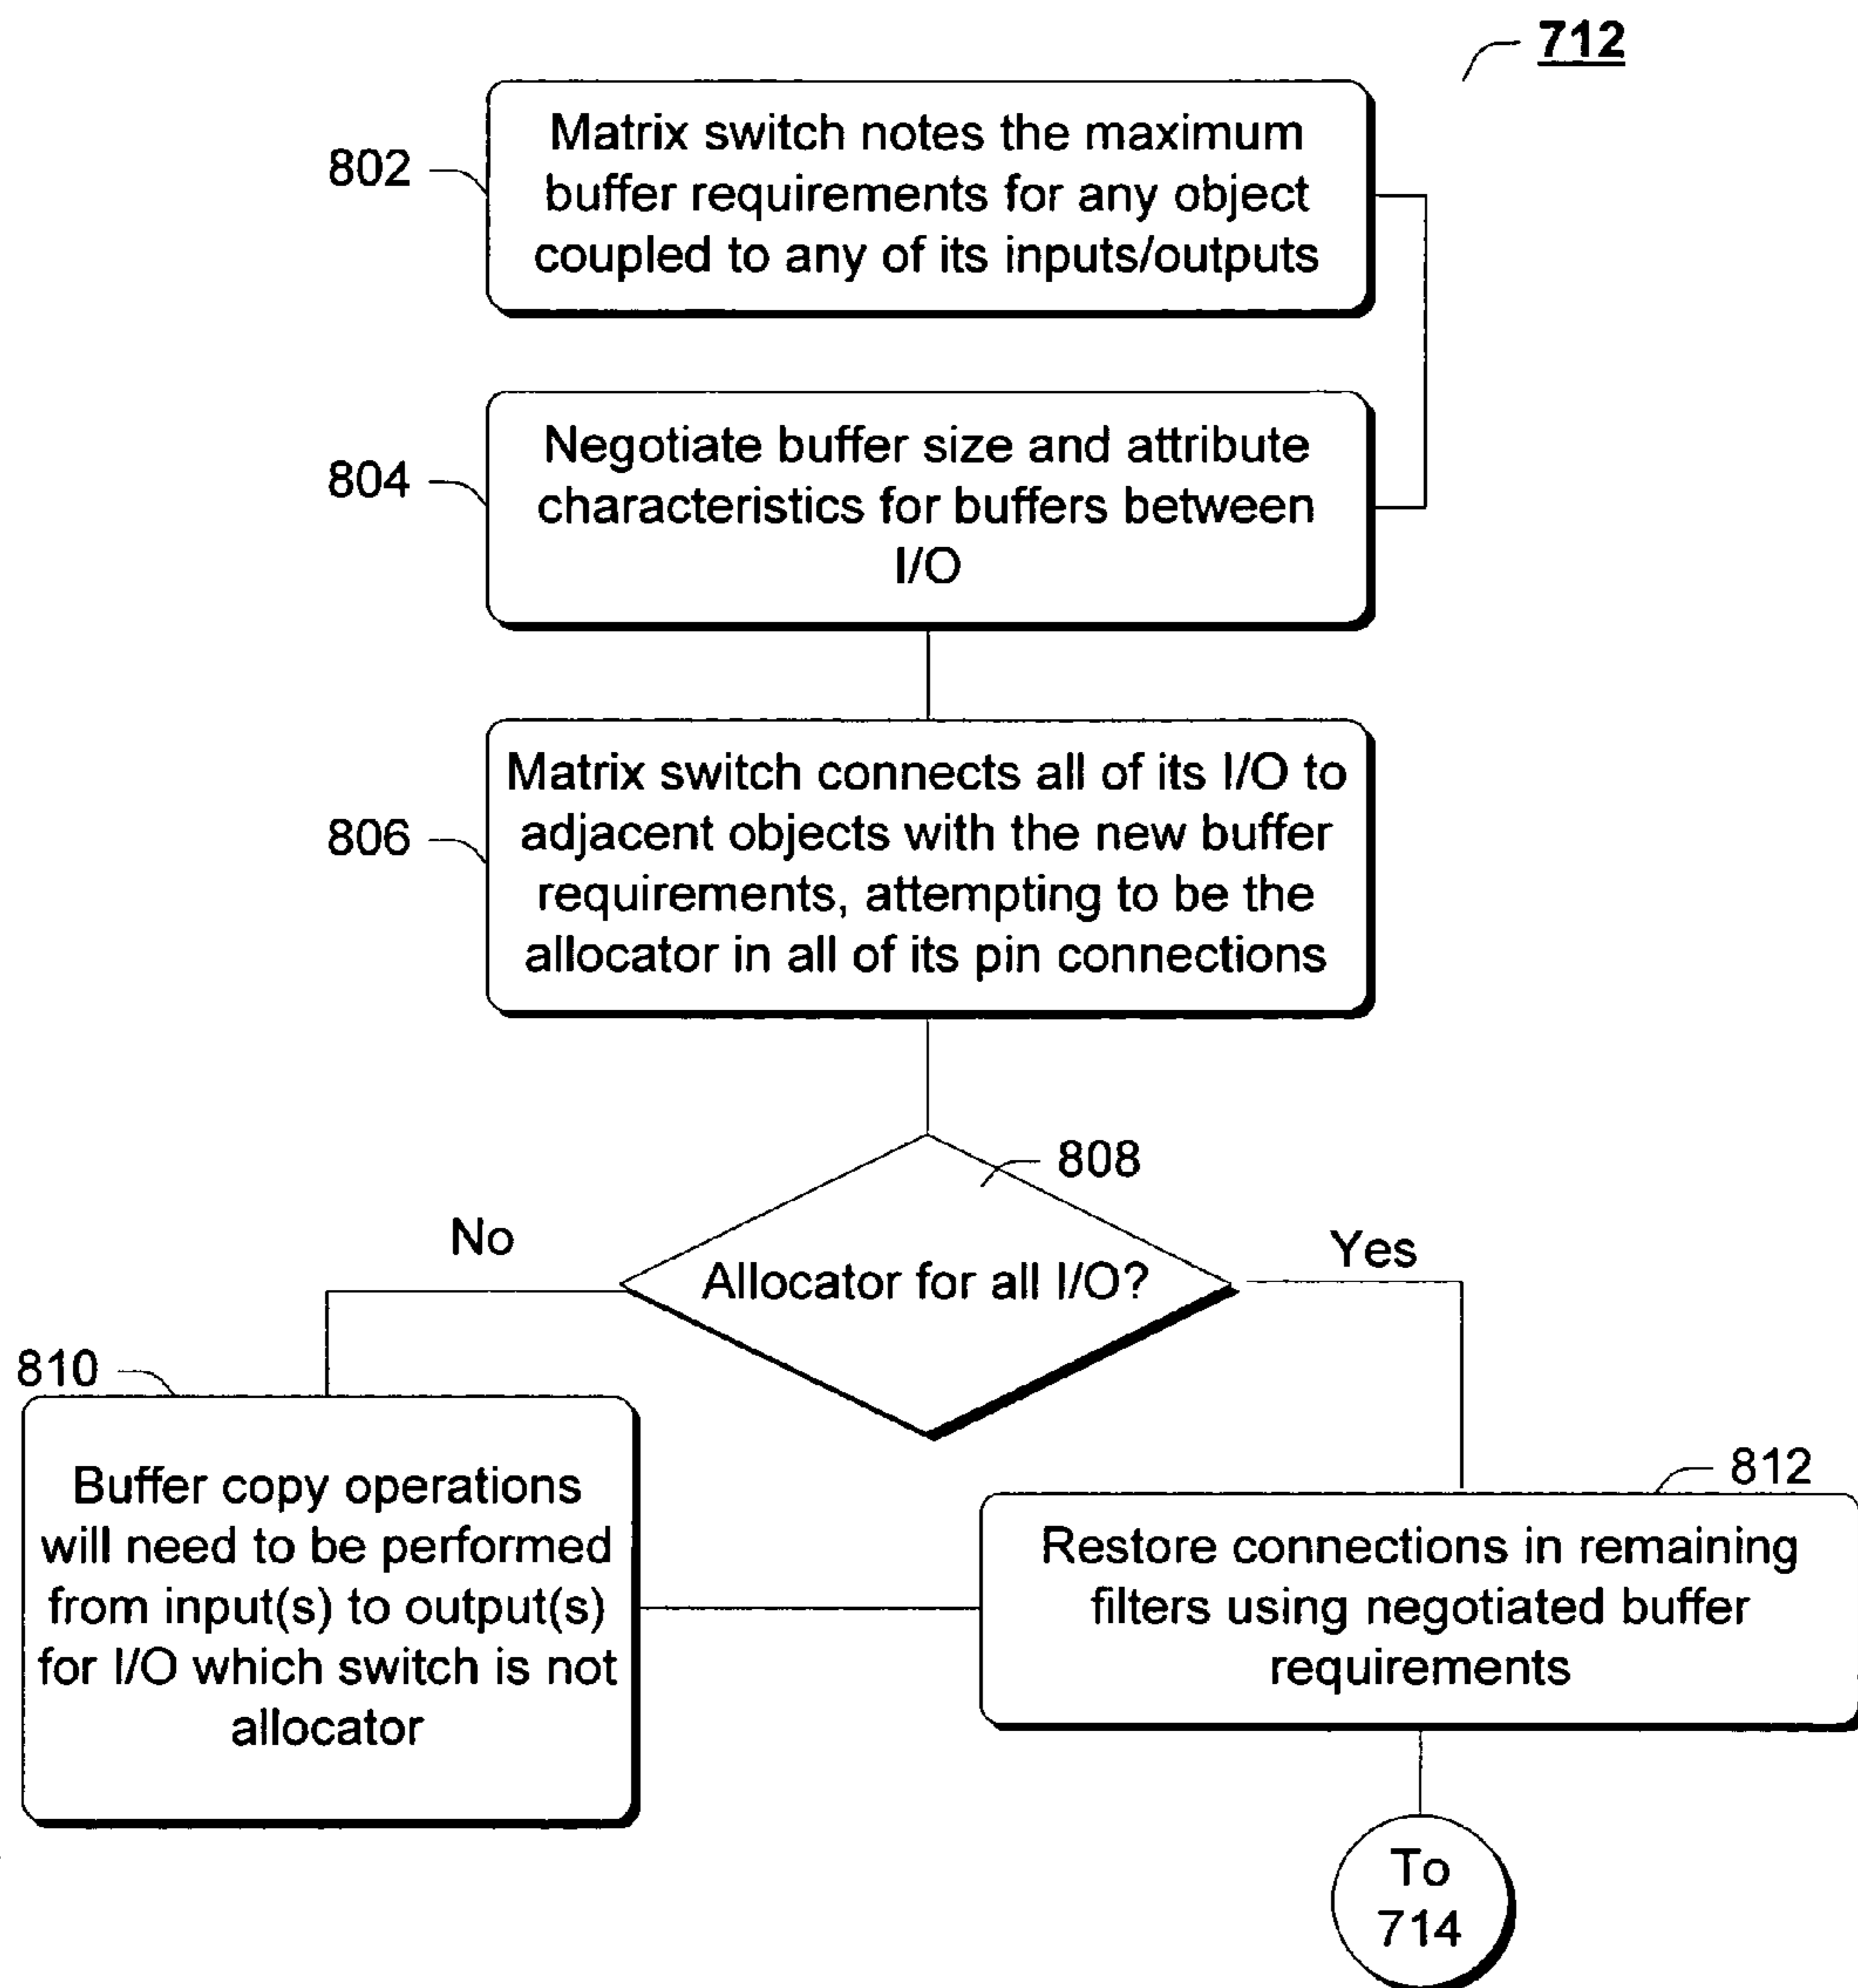 712
Matrix switch notes the maximum
buffer requirements for any object
coupled to any of its inputs/outputs
802
Negotiate buffer size and attribute
characteristics for buffers between
I/O
804
Matrix switch connects all of its I/O to
adjacent objects with the new buffer
requirements, attempting to be the
allocator in all of its pin connections
806
808
No
Yes
Allocator for all I/O?
810
Buffer copy operations
will need to be performed
from input(s) to output(s)
for I/O which switch is not
allocator
812
Restore connections in remaining
filters using negotiated buffer
requirements
To
714